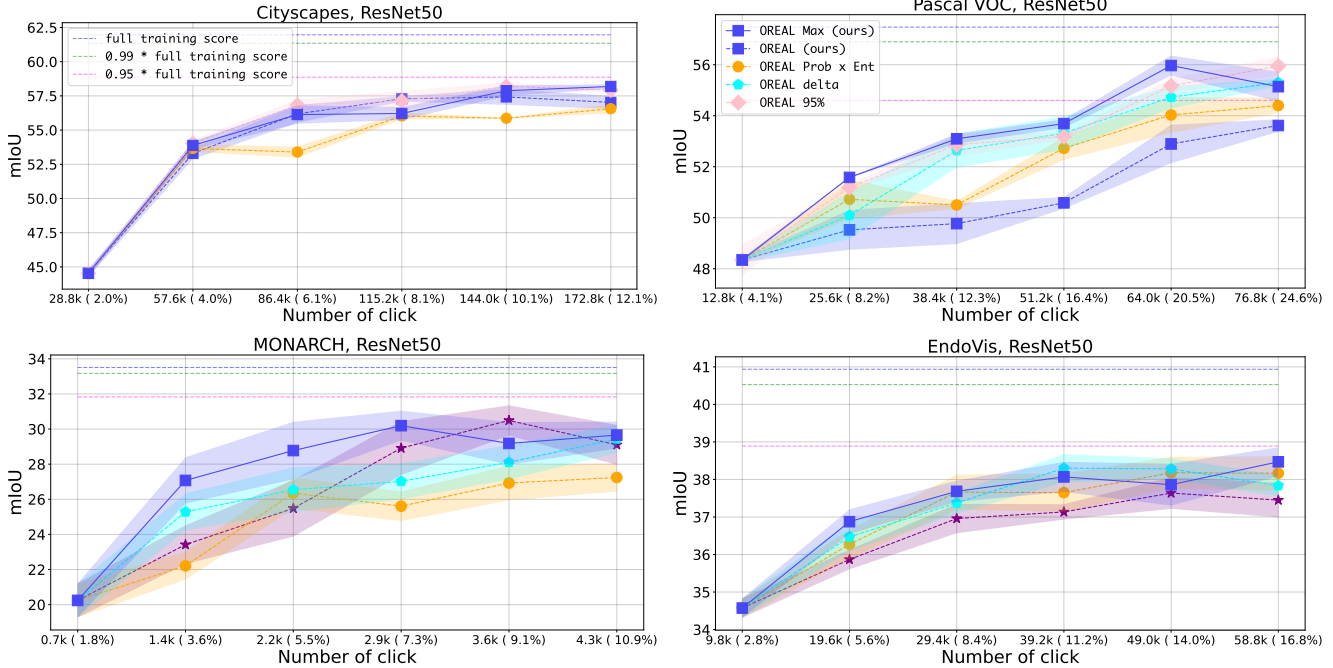 Cityscapes, ResNet50
62.5
60.0
57.5
55.0
52.5
50.0
47.5
45.0
mIoU
full training score
0.99 * full training score
0.95 * full training score
28.8k ( 2.0%) 57.6k ( 4.0%) 86.4k ( 6.1%) 115.2k ( 8.1%) 144.0k ( 10.1%) 172.8k ( 12.1%)
Number of click
Pascal VOC, ResNet50
56
54
52
50
48
mIoU
OREAL Max (ours)
OREAL (ours)
OREAL Prob x Ent
OREAL delta
OREAL 95%
12.8k ( 4.1%) 25.6k ( 8.2%) 38.4k ( 12.3%) 51.2k ( 16.4%) 64.0k ( 20.5%) 76.8k ( 24.6%)
Number of click
MONARCH, ResNet50
34
32
30
28
26
24
22
20
mIoU
0.7k ( 1.8%) 1.4k ( 3.6%) 2.2k ( 5.5%) 2.9k ( 7.3%) 3.6k ( 9.1%) 4.3k ( 10.9%)
Number of click
EndoVis, ResNet50
41
40
39
38
37
36
35
34
mIoU
9.8k ( 2.8%) 19.6k ( 5.6%) 29.4k ( 8.4%) 39.2k ( 11.2%) 49.0k ( 14.0%) 58.8k ( 16.8%)
Number of click